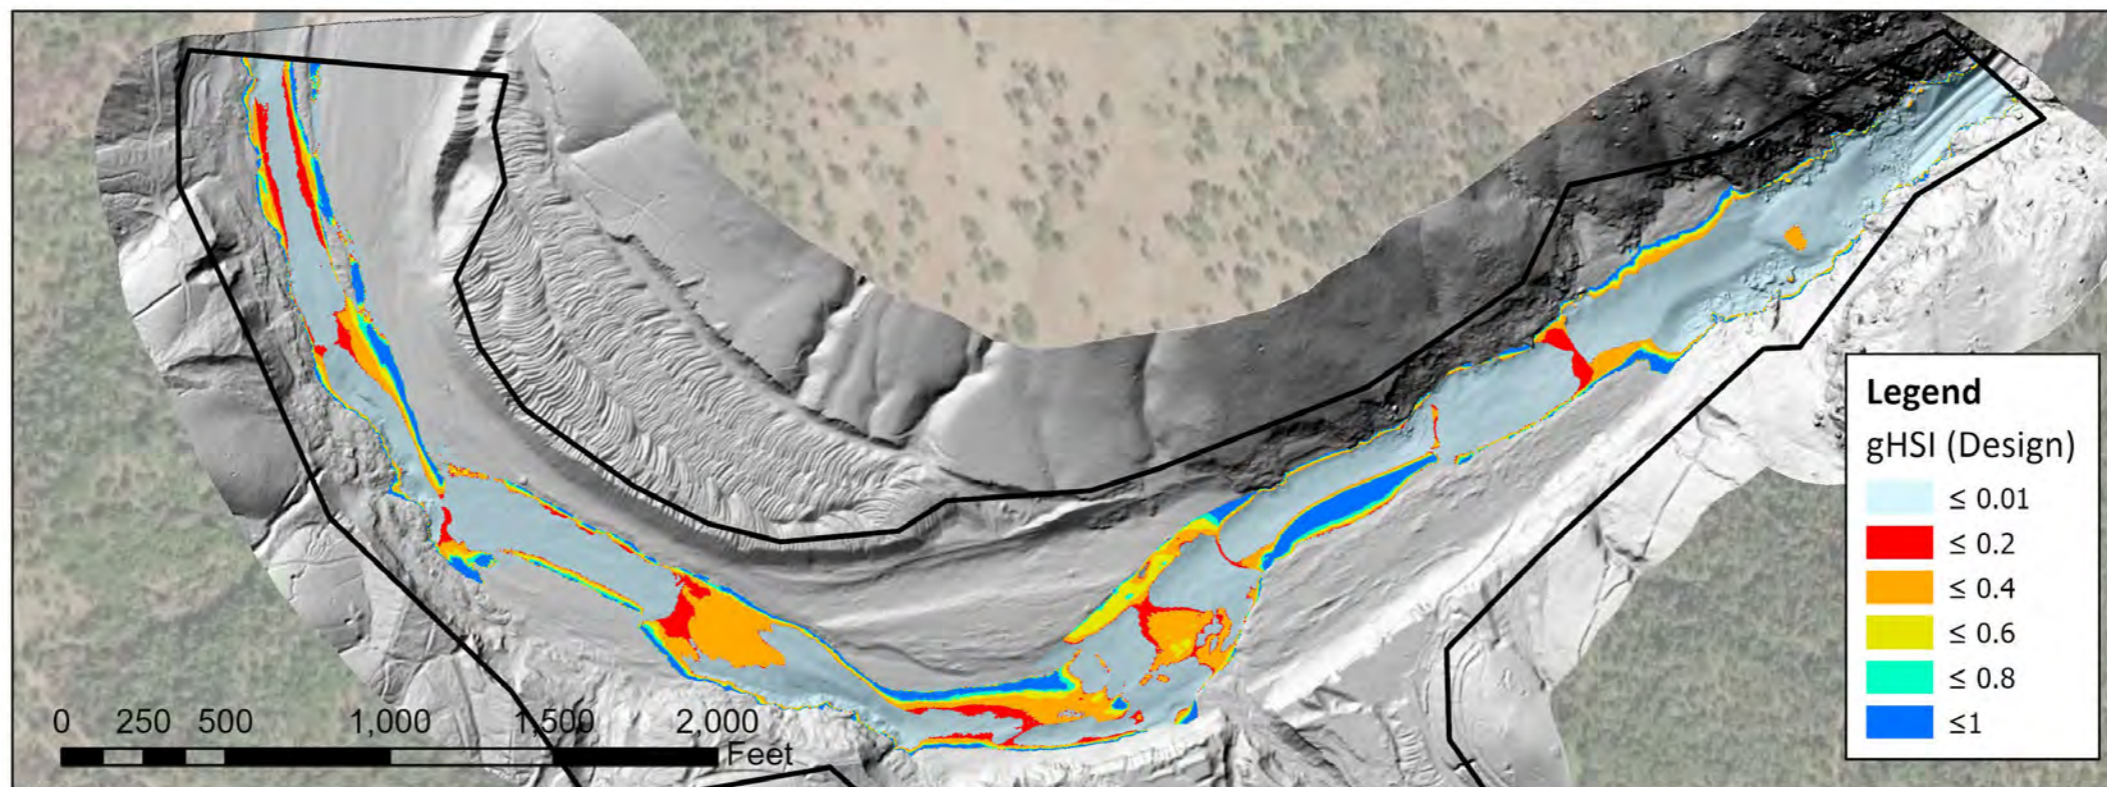 Legend
gHSI (Design)
≤ 0.01
≤ 0.2
≤ 0.4
≤ 0.6
≤ 0.8
≤1
0 250 500 1,000 1,500 2,000
Feet